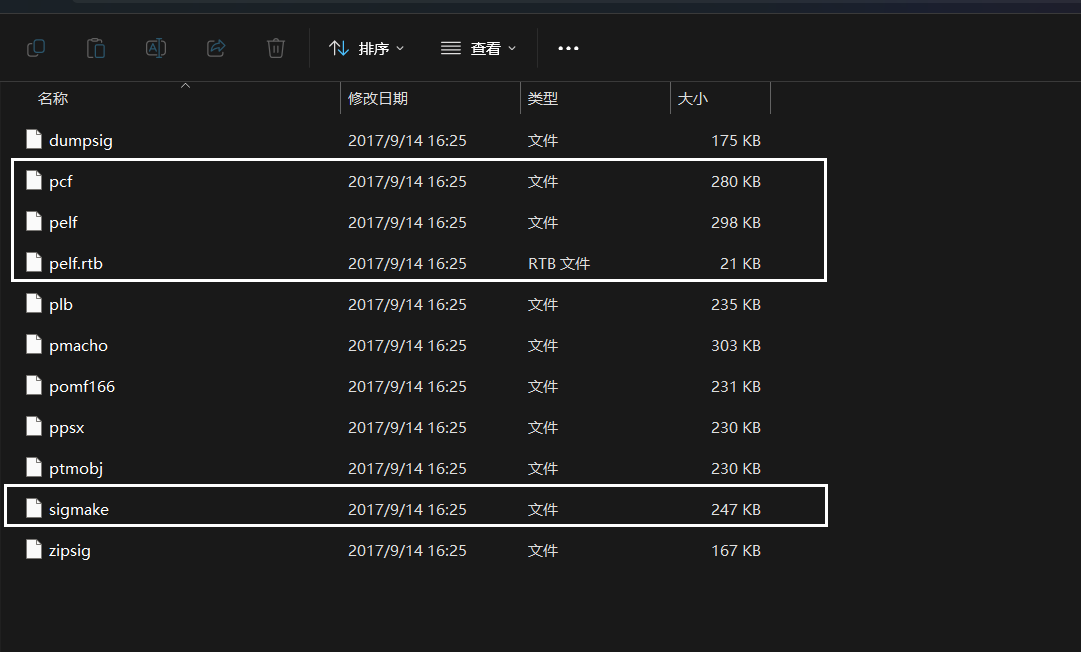 排序 查看
名称 修改日期 类型 大小
dumpsig 2017/9/14 16:25 文件 175 KB
pcf 2017/9/14 16:25 文件 280 KB
pelf 2017/9/14 16:25 文件 298 KB
pelf.rtb 2017/9/14 16:25 RTB 文件 21 KB
plb 2017/9/14 16:25 文件 235 KB
pmacho 2017/9/14 16:25 文件 303 KB
pomf166 2017/9/14 16:25 文件 231 KB
ppsx 2017/9/14 16:25 文件 230 KB
ptmobj 2017/9/14 16:25 文件 230 KB
sigmake 2017/9/14 16:25 文件 247 KB
zipsig 2017/9/14 16:25 文件 167 KB